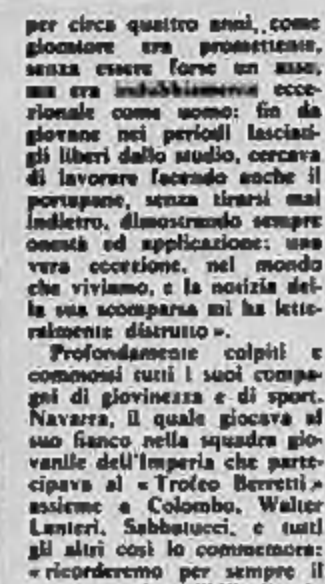 per circa quattro anni, come
giocatore era promettente,
senza essere forse un asso,
ma era indubbiamente ecce-
zionale come uomo: fin da
giovane nei periodi lasciati-
gli liberi dallo studio, cercava
di lavorare facendo anche il
portapane, senza tirarsi mai
indietro, dimostrando sempre
onestà ed applicazione: una
vera eccezione, nel mondo
che viviamo, e la notizia del-
la sua scomparsa mi ha lette-
ralmente distrutto ».
Profondamente colpiti e
commossi tutti i suoi compa-
gni di giovinezza e di sport.
Navarra, il quale giocava al
suo fianco nella squadra gio-
vanile dell'Imperia che parte-
cipava al « Trofeo Berretti »
assieme a Colombo, Walter
Lanteri, Sabbatucci, e tutti
gli altri così lo commemora:
« ricorderemo per sempre il